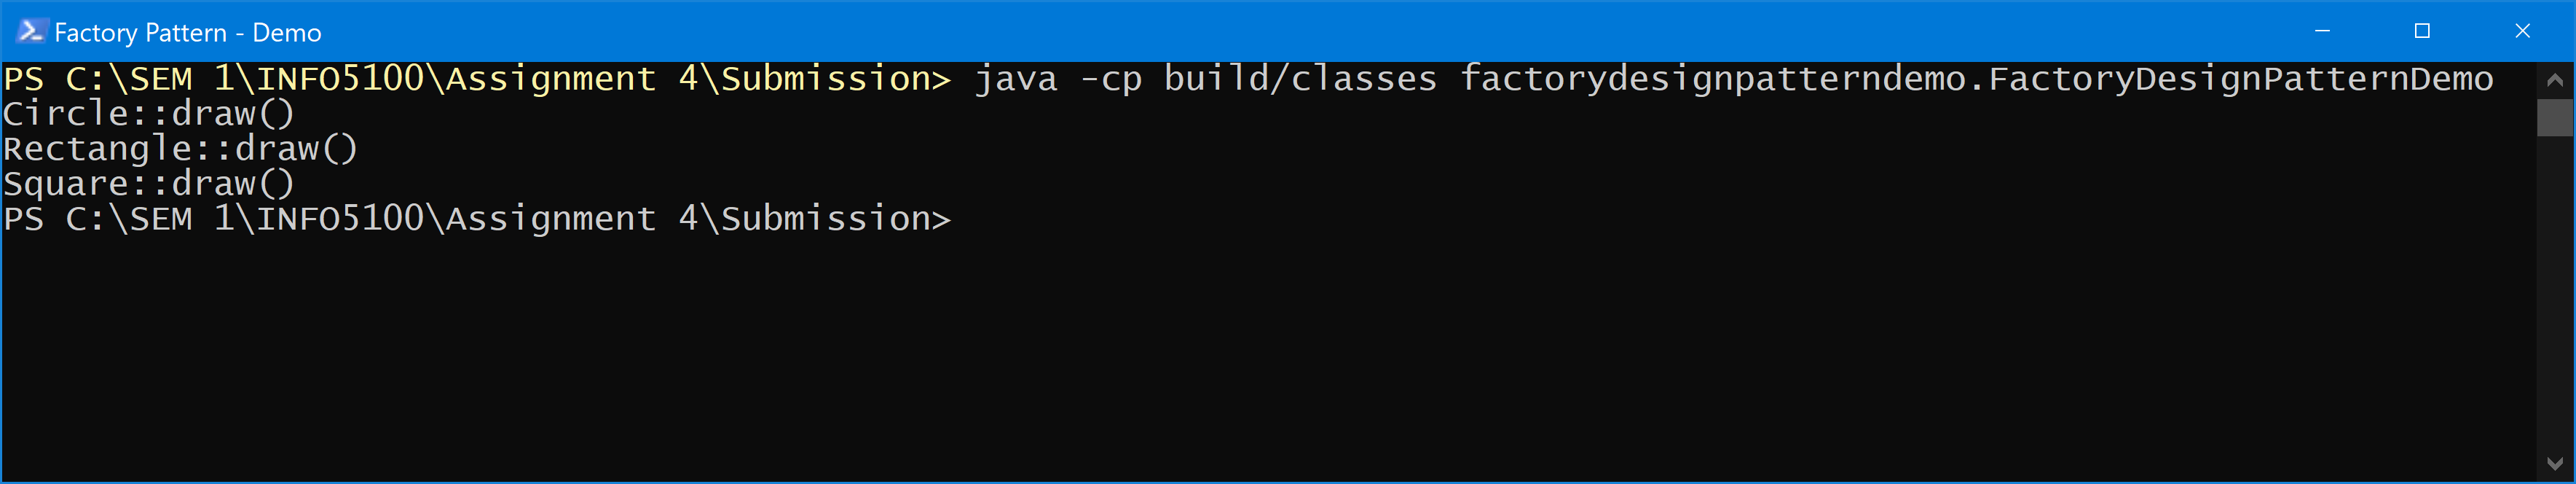 Factory Pattern - Demo
PS C:\SEM 1\INFO5100\Assignment 4\Submission> java -cp build/classes factorydesignpatterndemo.FactoryDesignPatternDemo
Circle::draw()
Rectangle::draw()
Square::draw()
PS C:\SEM 1\INFO5100\Assignment 4\Submission>